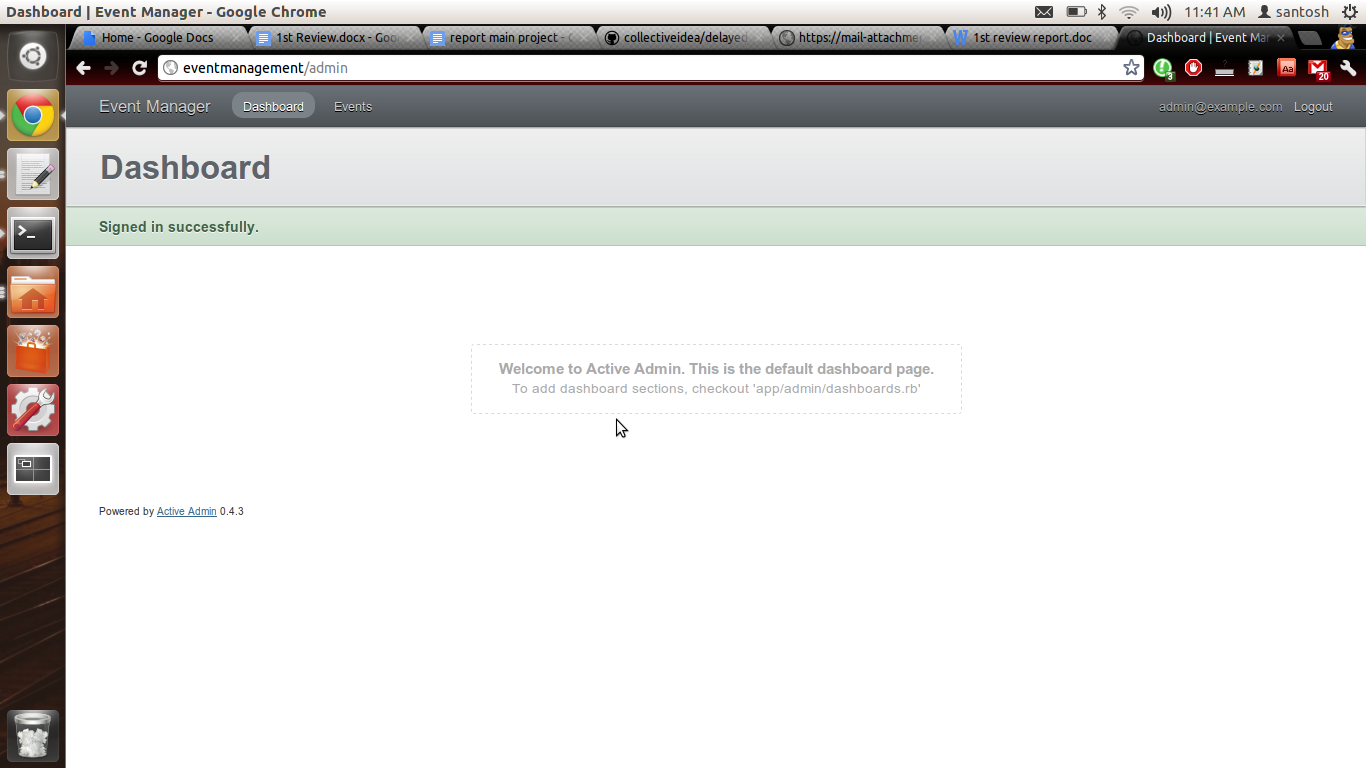 Dashboard | Event Manager - Google Chrome
11:41 AM santosh
Home - Google Docs
1st Review.docx - Goo
report main project - G
collectiveidea/delayed
https://mail-attachme
1st review report.doc
Dashboard | Event Mar
eventmanagement/admin
3
Aa
20
Event Manager Dashboard Events admin@example.com Logout
Dashboard
Signed in successfully.
Welcome to Active Admin. This is the default dashboard page.
To add dashboard sections, checkout 'app/admin/dashboards.rb'
Powered by Active Admin 0.4.3